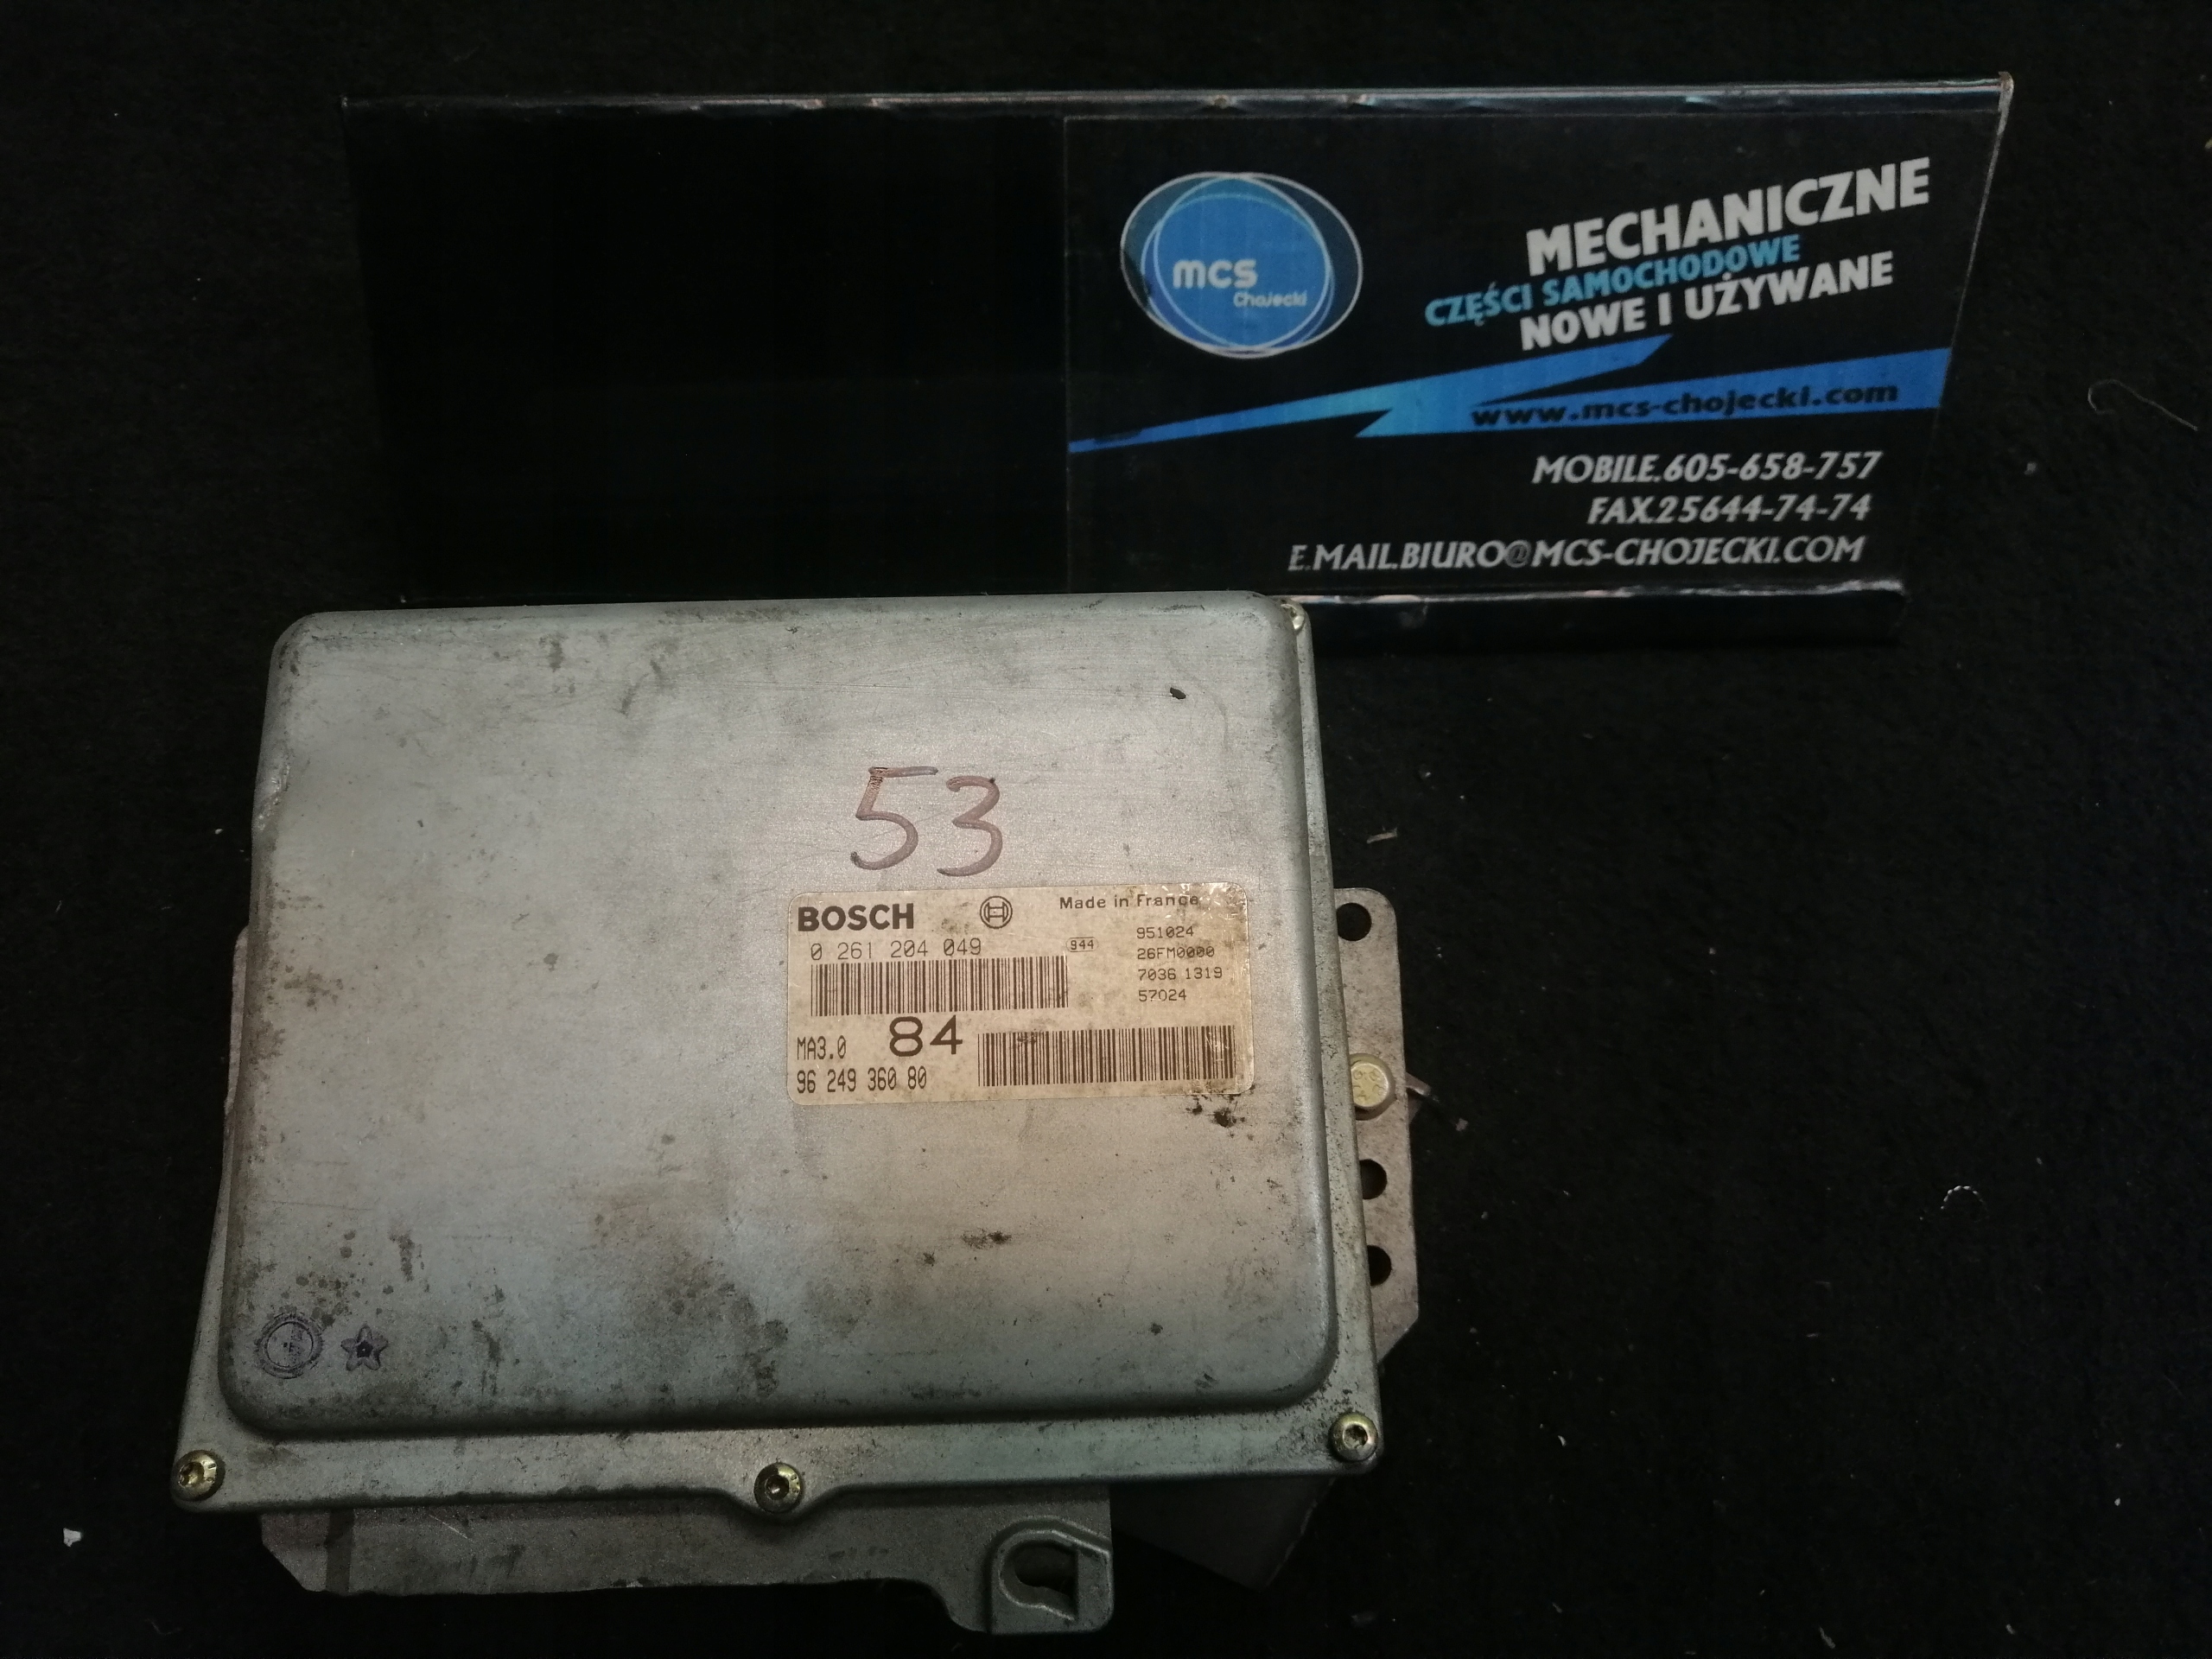 mcs
Chojecki
MECHANICZNE
CZĘŚCI SAMOCHODOWE
NOWE I UŻYWANE
www.mcs-chojecki.com
MOBILE.605-658-757
FAX.25644-74-74
E.MAIL.BIURO@MCS-CHOJECKI.COM
53
BOSCH
Made in France
0 261 204 049
944
951024
26FM0000
7036 1319
57024
MA3.0
84
96 249 360 80